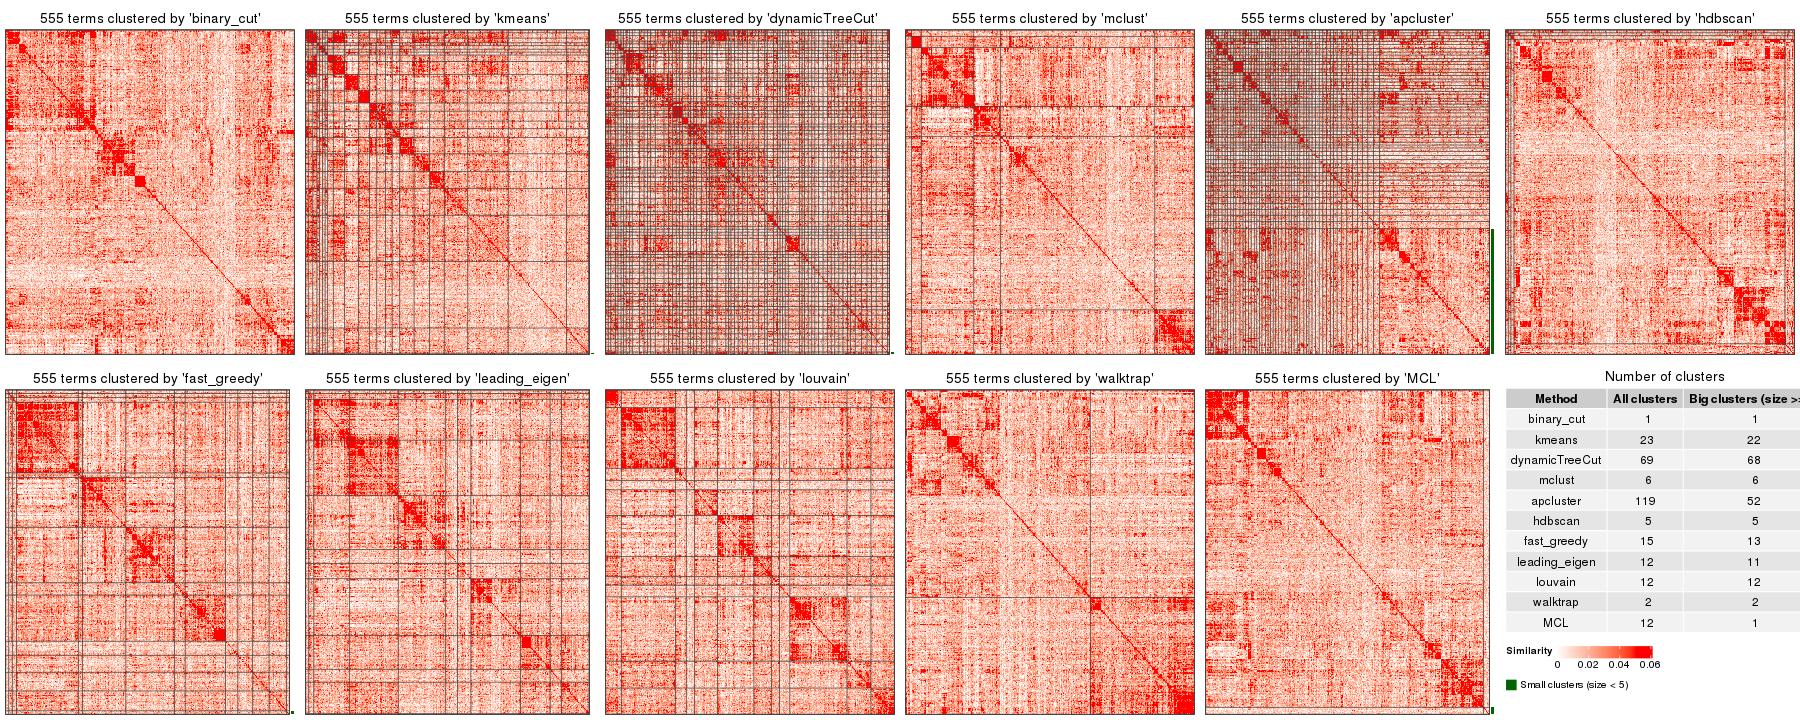 555 terms clustered by 'binary_cut'
555 terms clustered by 'kmeans'
555 terms clustered by 'dynamicTreeCut'
555 terms clustered by 'mclust'
555 terms clustered by 'apcluster'
555 terms clustered by 'hdbscan'
555 terms clustered by 'fast_greedy'
555 terms clustered by 'leading_eigen'
555 terms clustered by 'louvain'
555 terms clustered by 'walktrap'
555 terms clustered by 'MCL'
Number of clusters
Method All clusters Big clusters (size >
binary_cut 1 1
kmeans 23 22
dynamicTreeCut 69 68
mclust 6 6
apcluster 119 52
hdbscan 5 5
fast_greedy 15 13
leading_eigen 12 11
louvain 12 12
walktrap 2 2
MCL 12 1
Similarity
0 0.02 0.04 0.06
Small clusters (size < 5)